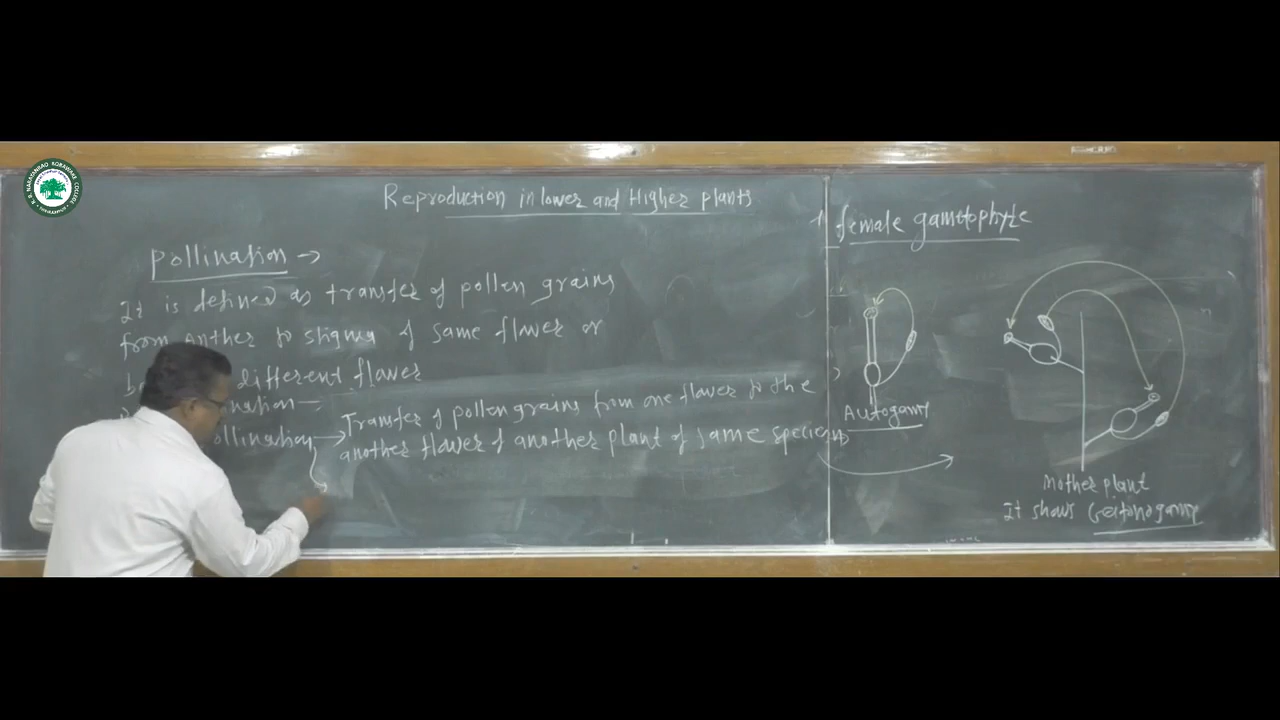 Reproduction in lower and Higher plants
Pollination →
It is defined as transfer of pollen grains
from anther to stigma of same flower or
different flower
ination
ollination → Transfer of pollen grains from one flower to the
another flower of another plant of same species
female gametophyte
Autogamy
Mother plant
It shows Geitonogamy